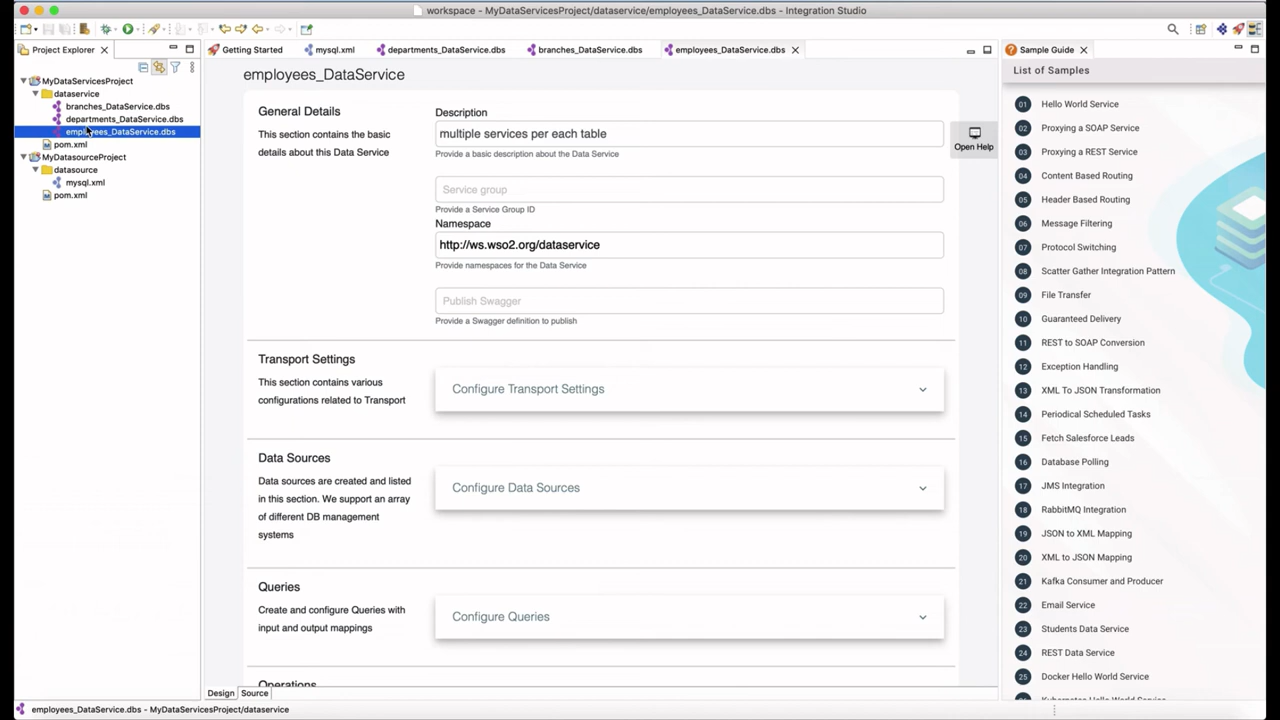 workspace - MyDataServicesProject/dataservice/employees_DataService.dbs - Integration Studio
Project Explorer
MyDataServicesProject
dataservice
branches_DataService.dbs
departments_DataService.dbs
employees_DataService.dbs
pom.xml
MyDatasourceProject
datasource
mysql.xml
pom.xml
Getting Started
mysql.xml
departments_DataService.dbs
branches_DataService.dbs
employees_DataService.dbs
employees_DataService
General Details
This section contains the basic
details about this Data Service
Description
multiple services per each table
Provide a basic description about the Data Service
Service group
Provide a Service Group ID
Namespace
http://ws.wso2.org/dataservice
Provide namespaces for the Data Service
Publish Swagger
Provide a Swagger definition to publish
Open Help
Transport Settings
This section contains various
configurations related to Transport
Configure Transport Settings
Data Sources
Data sources are created and listed
in this section. We support an array
of different DB management
systems
Configure Data Sources
Queries
Create and configure Queries with
input and output mappings
Configure Queries
Operations
Design
Source
Sample Guide
List of Samples
01 Hello World Service
02 Proxying a SOAP Service
03 Proxying a REST Service
04 Content Based Routing
05 Header Based Routing
06 Message Filtering
07 Protocol Switching
08 Scatter Gather Integration Pattern
09 File Transfer
10 Guaranteed Delivery
11 REST to SOAP Conversion
12 Exception Handling
13 XML To JSON Transformation
14 Periodical Scheduled Tasks
15 Fetch Salesforce Leads
16 Database Polling
17 JMS Integration
18 RabbitMQ Integration
19 JSON to XML Mapping
20 XML to JSON Mapping
21 Kafka Consumer and Producer
22 Email Service
23 Students Data Service
24 REST Data Service
25 Docker Hello World Service
Kubernetes Hello World Service
employees_DataService.dbs - MyDataServicesProject/dataservice